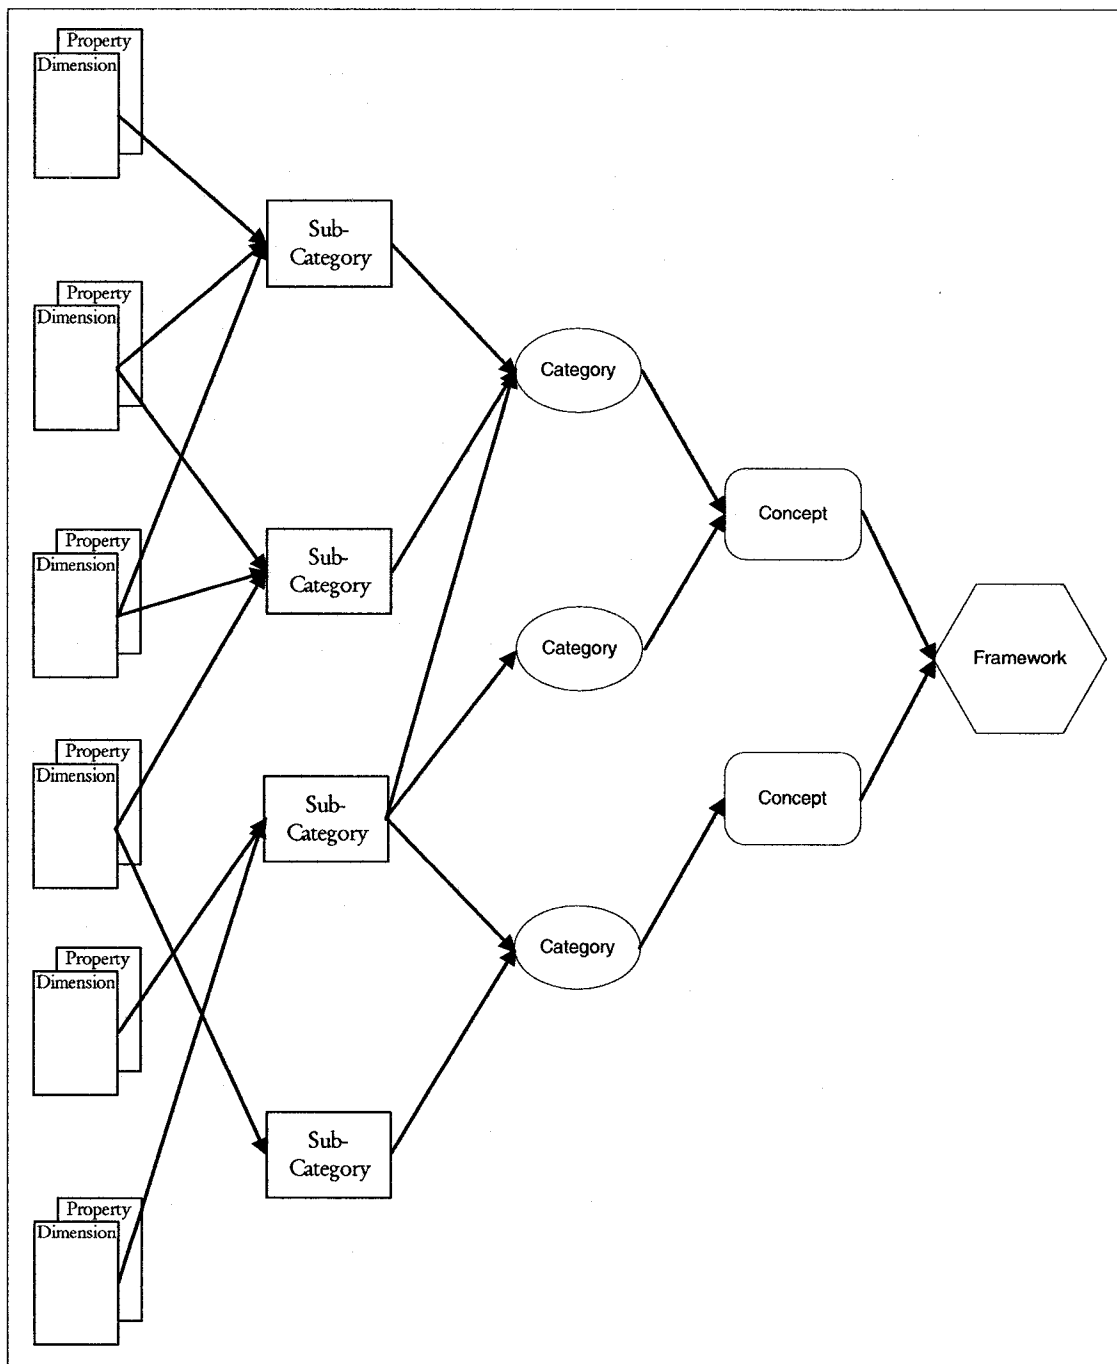 Property
Dimension
Property
Dimension
Property
Dimension
Property
Dimension
Property
Dimension
Property
Dimension
Sub-
Category
Sub-
Category
Sub-
Category
Sub-
Category
Category
Category
Category
Concept
Concept
Framework